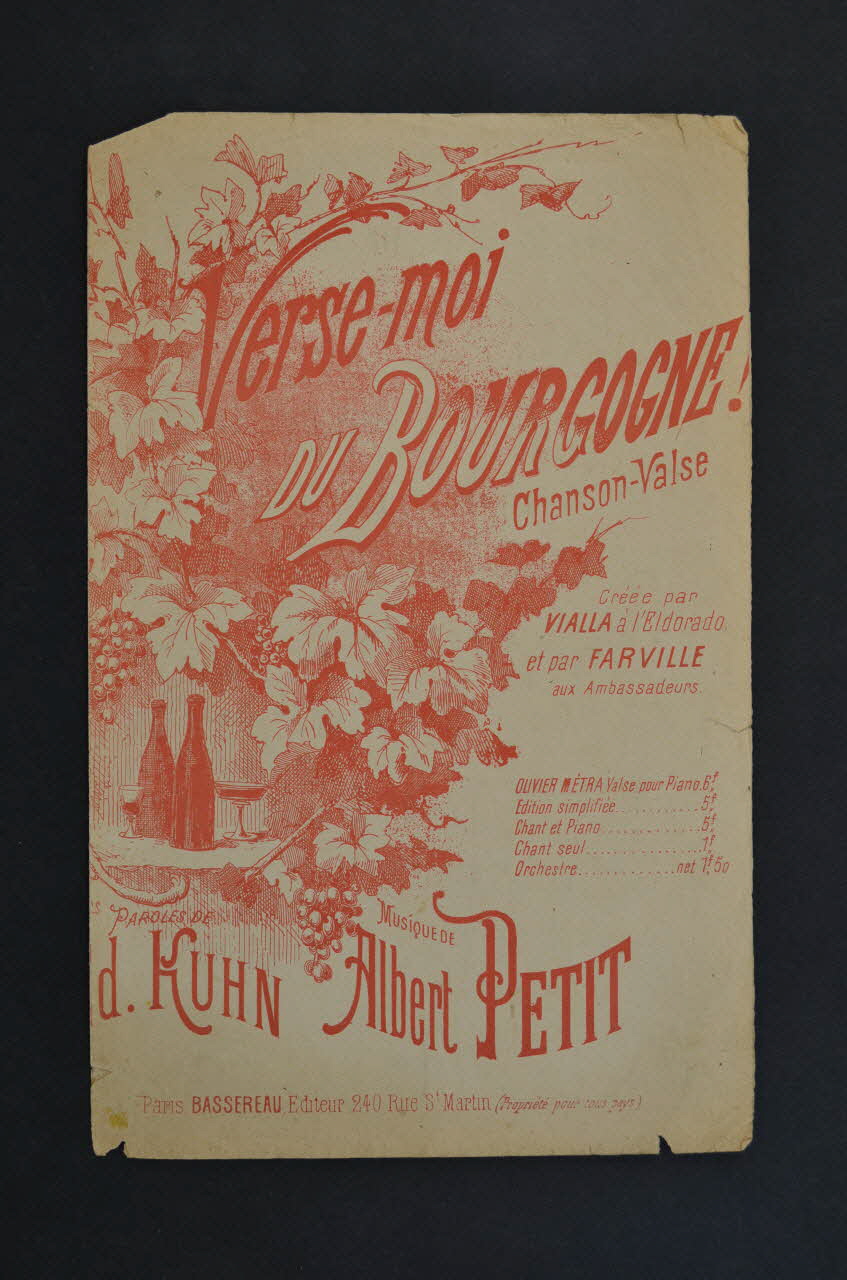 Verse-moi
DU BOURGOGNE!
Chanson-Valse
Créée par
VIALLA à l'Eldorado
et par FARVILLE
aux Ambassadeurs.
OLIVIER MÉTRA Valse pour Piano. 6f
Edition simplifiée............5f
Chant et Piano..............5f
Chant seul................1f
Orchestre.............net 1f,50
PAROLES DE
d. KUHN
MUSIQUE DE
Albert PETIT
Paris BASSEREAU Editeur 240 Rue St Martin (Propriété pour tous pays)